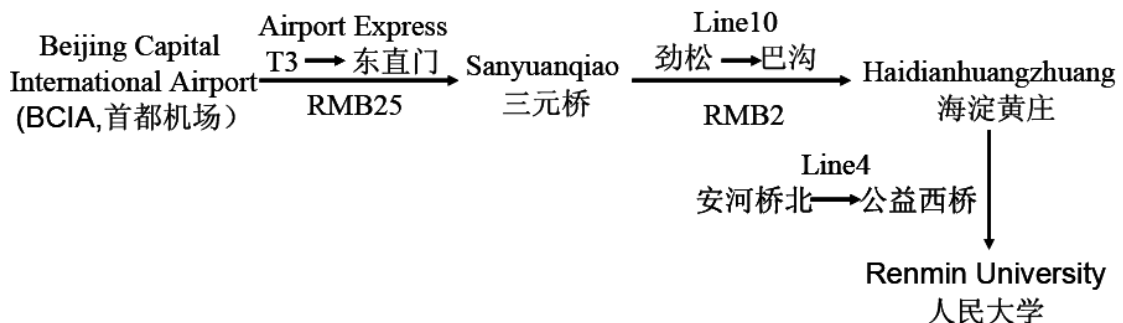 Beijing Capital
International Airport
(BCIA,首都机场）
Airport Express
T3 东直门
RMB25
Sanyuanqiao
三元桥
Line10
劲松 巴沟
RMB2
Haidianhuangzhuang
海淀黄庄
Line4
安河桥北 公益西桥
Renmin University
人民大学